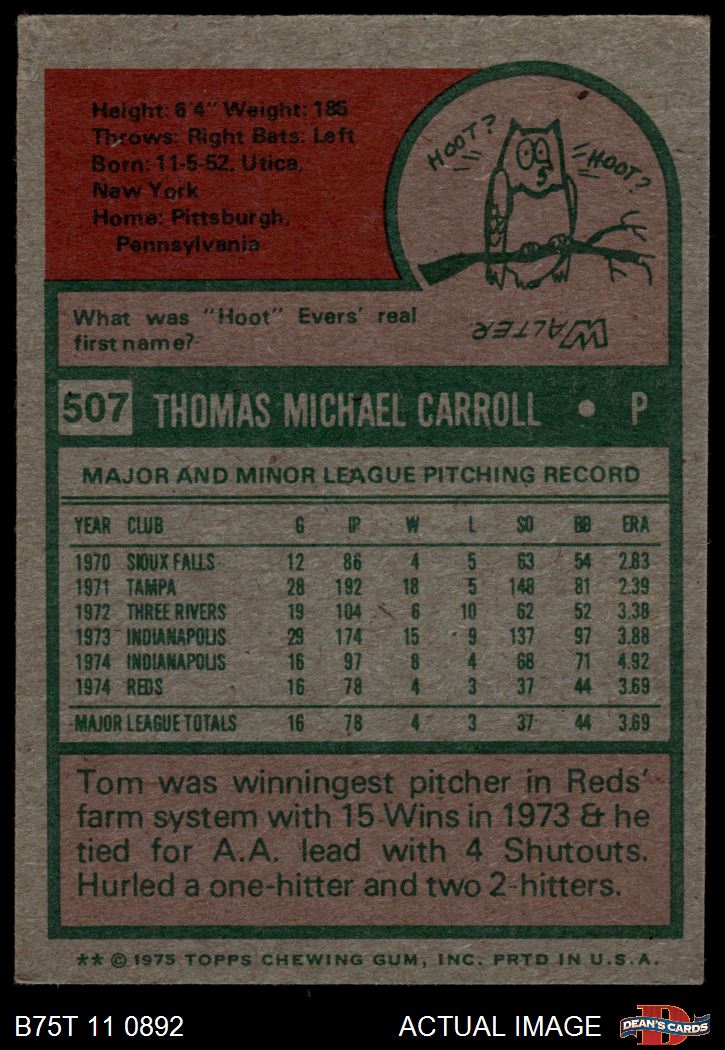 Height: 6'4" Weight: 185
Throws: Right Bats: Left
Born: 11-5-52, Utica,
New York
Home: Pittsburgh,
Pennsylvania
HOOT?
HOOT?
What was "Hoot" Evers' real
first name?
WALTER
507 THOMAS MICHAEL CARROLL • P
MAJOR AND MINOR LEAGUE PITCHING RECORD
YEAR CLUB G IP W L SO BB ERA
1970 SIOUX FALLS 12 86 4 5 63 54 2.83
1971 TAMPA 28 192 18 5 148 81 2.39
1972 THREE RIVERS 19 104 6 10 62 52 3.38
1973 INDIANAPOLIS 29 174 15 9 137 97 3.88
1974 INDIANAPOLIS 16 97 8 4 68 71 4.92
1974 REDS 16 78 4 3 37 44 3.69
MAJOR LEAGUE TOTALS 16 78 4 3 37 44 3.69
Tom was winningest pitcher in Reds'
farm system with 15 Wins in 1973 & he
tied for A.A. lead with 4 Shutouts.
Hurled a one-hitter and two 2-hitters.
** © 1975 TOPPS CHEWING GUM, INC. PRTD IN U.S.A.
B75T 11 0892 ACTUAL IMAGE
D
DEAN'S CARDS